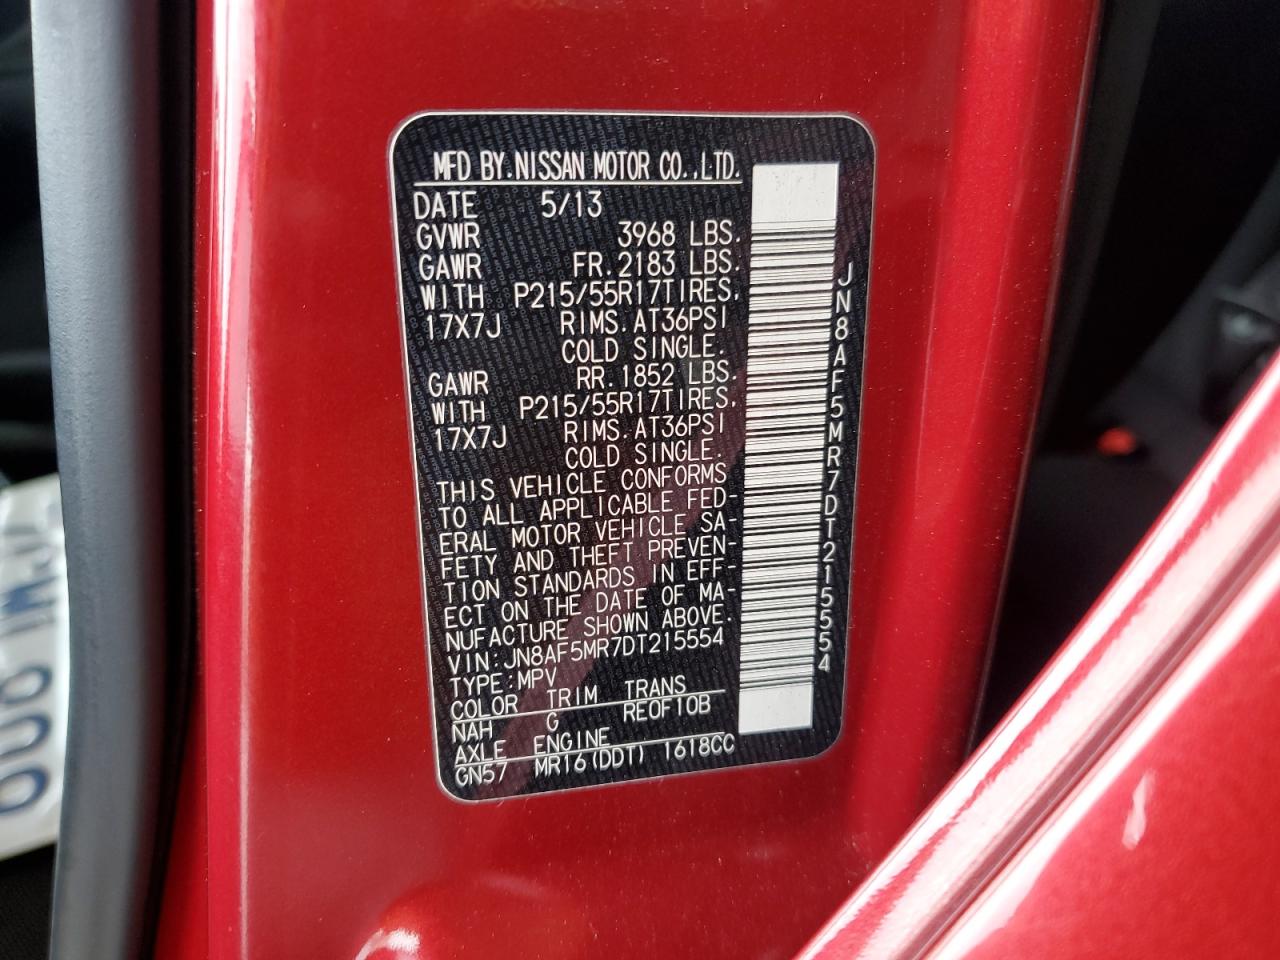 MFD BY.NISSAN MOTOR CO.,LTD.
DATE 5/13
GVWR 3968 LBS.
GAWR FR.2183 LBS.
WITH P215/55R17TIRES,
17X7J RIMS.AT36PSI
COLD SINGLE.
GAWR RR.1852 LBS.
WITH P215/55R17TIRES,
17X7J RIMS.AT36PSI
COLD SINGLE.
THIS VEHICLE CONFORMS
TO ALL APPLICABLE FED-
ERAL MOTOR VEHICLE SA-
FETY AND THEFT PREVEN-
TION STANDARDS IN EFF-
ECT ON THE DATE OF MA-
NUFACTURE SHOWN ABOVE.
VIN:JN8AF5MR7DT215554
TYPE:MPV
COLOR TRIM TRANS
NAH G RE0F10B
AXLE ENGINE
GN57 MR16(DDT) 1618CC
JN8AF5MR7DT215554